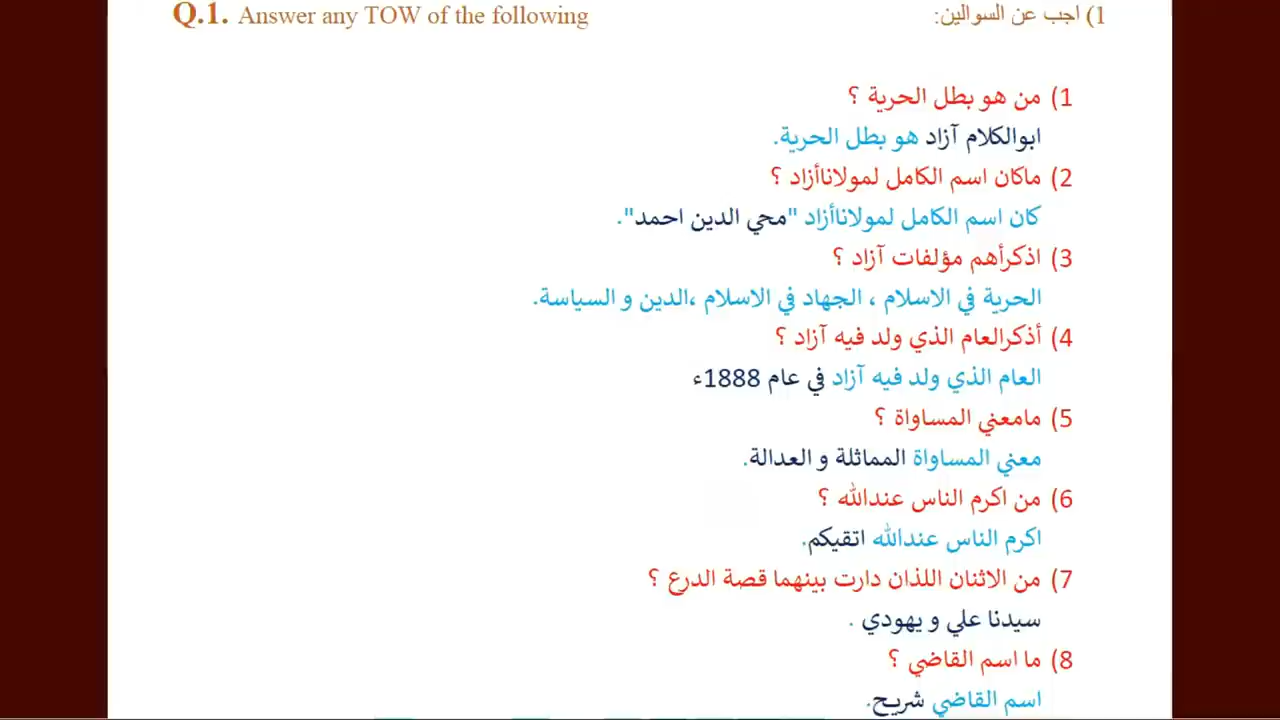 Q.1. Answer any TOW of the following
1) اجب عن السوالين:
1) من هو بطل الحرية ؟
ابوالكلام آزاد هو بطل الحرية.
2) ماكان اسم الكامل لمولاناأزاد ؟
كان اسم الكامل لمولاناأزاد "محي الدين احمد".
3) اذكرأهم مؤلفات آزاد ؟
الحرية في الاسلام ، الجهاد في الاسلام ،الدين و السياسة.
4) أذكرالعام الذي ولد فيه آزاد ؟
العام الذي ولد فيه آزاد في عام 1888ء
5) مامعني المساواة ؟
معني المساواة المماثلة و العدالة.
6) من اكرم الناس عندالله ؟
اكرم الناس عندالله اتقيكم.
7) من الاثنان اللذان دارت بينهما قصة الدرع ؟
سيدنا علي و يهودي .
8) ما اسم القاضي ؟
اسم القاضي شريح.